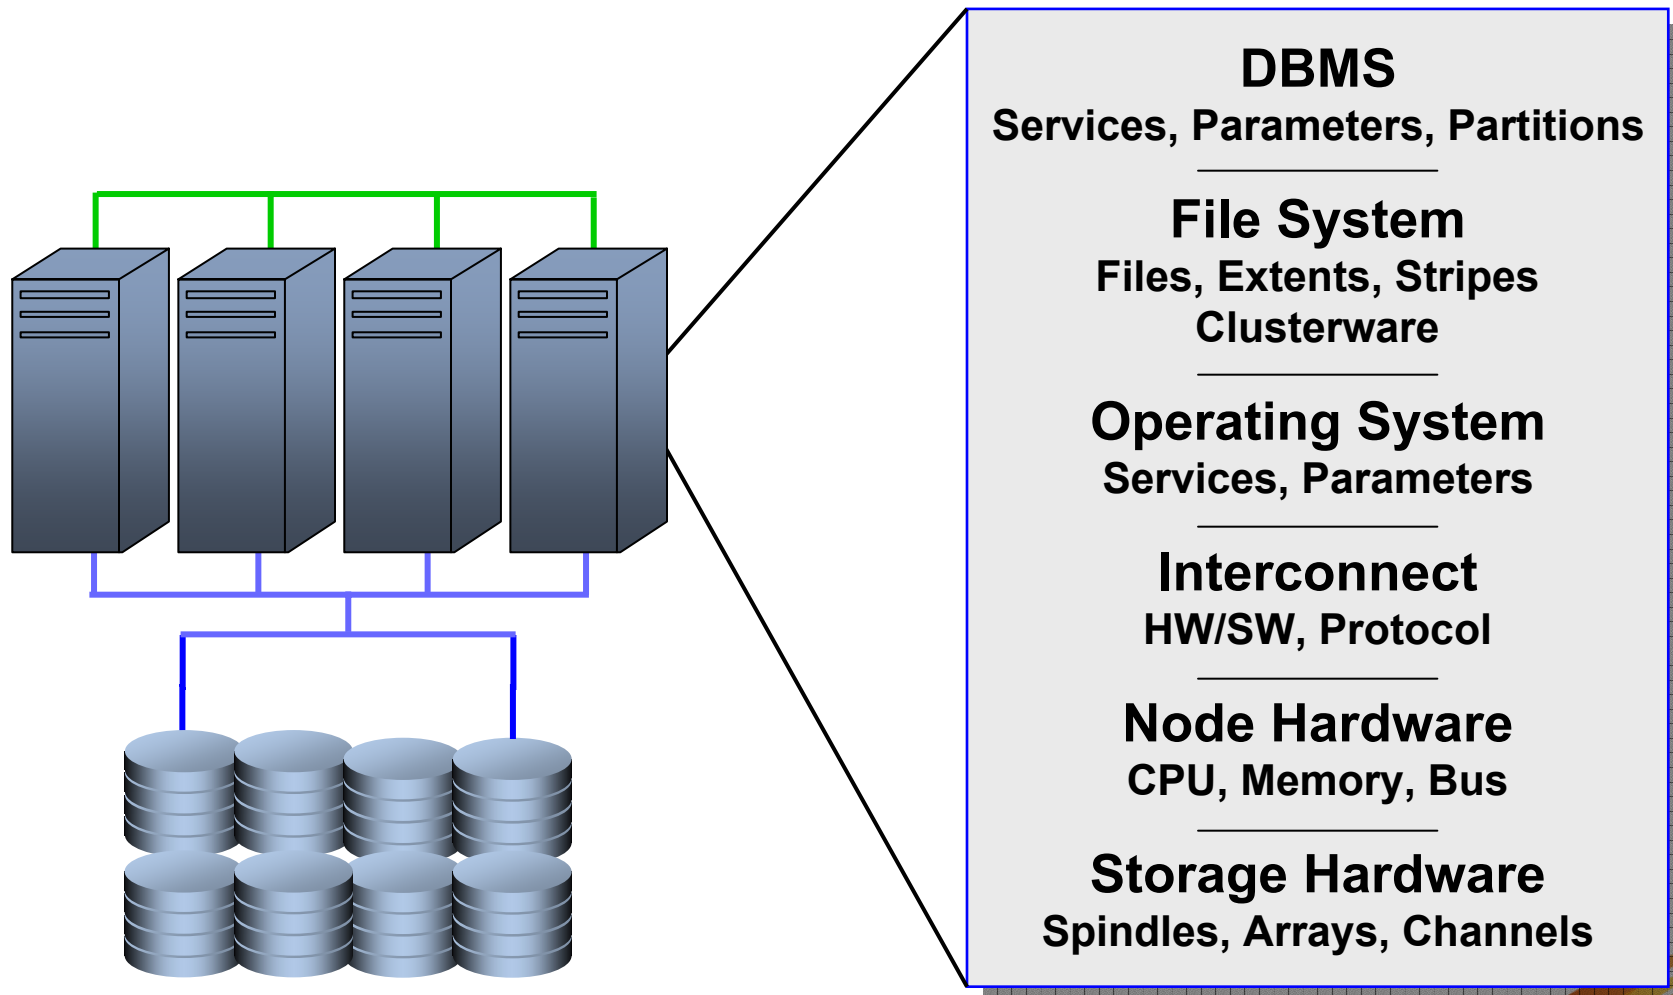 DBMS
Services, Parameters, Partitions
File System
Files, Extents, Stripes
Clusterware
Operating System
Services, Parameters
Interconnect
HW/SW, Protocol
Node Hardware
CPU, Memory, Bus
Storage Hardware
Spindles, Arrays, Channels